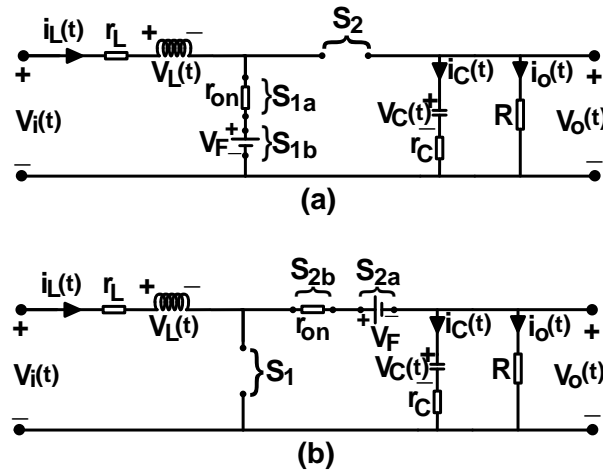 S2
iL(t) rL + VL(t) −
+ Vi(t) −
ron } S1a
+ VF − } S1b
iC(t) io(t)
VC(t) + −
rC R
+ Vo(t) −
(a)
S2b S2a
iL(t) rL + VL(t) −
ron + VF −
+ Vi(t) −
} S1
iC(t) io(t)
VC(t) + −
rC R
+ Vo(t) −
(b)